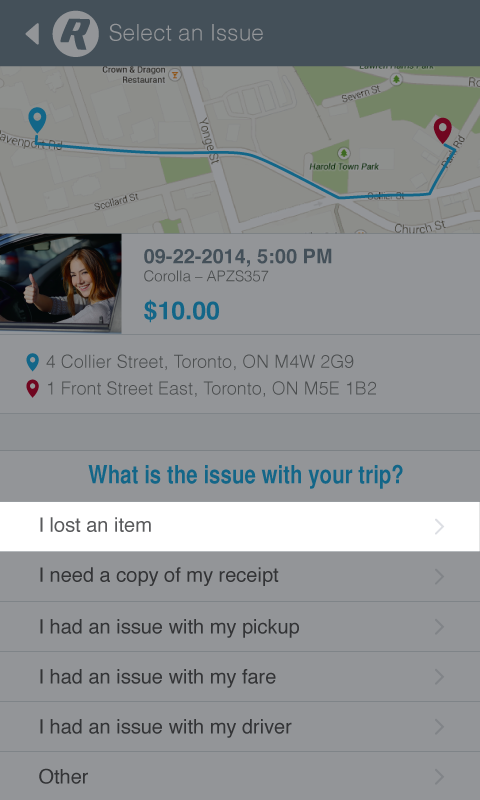 R Select an Issue
Crown & Dragon
Restaurant
Lawren Harris Park
Severn St
Davenport Rd
Yonge St
Park Rd
Harold Town Park
Scollard St
Collier St
Church St
09-22-2014, 5:00 PM
Corolla – APZS357
$10.00
4 Collier Street, Toronto, ON M4W 2G9
1 Front Street East, Toronto, ON M5E 1B2
What is the issue with your trip?
I lost an item
I need a copy of my receipt
I had an issue with my pickup
I had an issue with my fare
I had an issue with my driver
Other